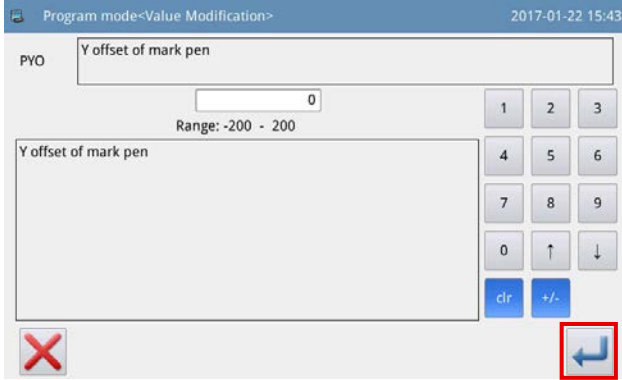 Program mode<Value Modification> 2017-01-22 15:43
PYO Y offset of mark pen
0
Range: -200 - 200
Y offset of mark pen
1 2 3
4 5 6
7 8 9
0 ↑ ↓
clr +/-